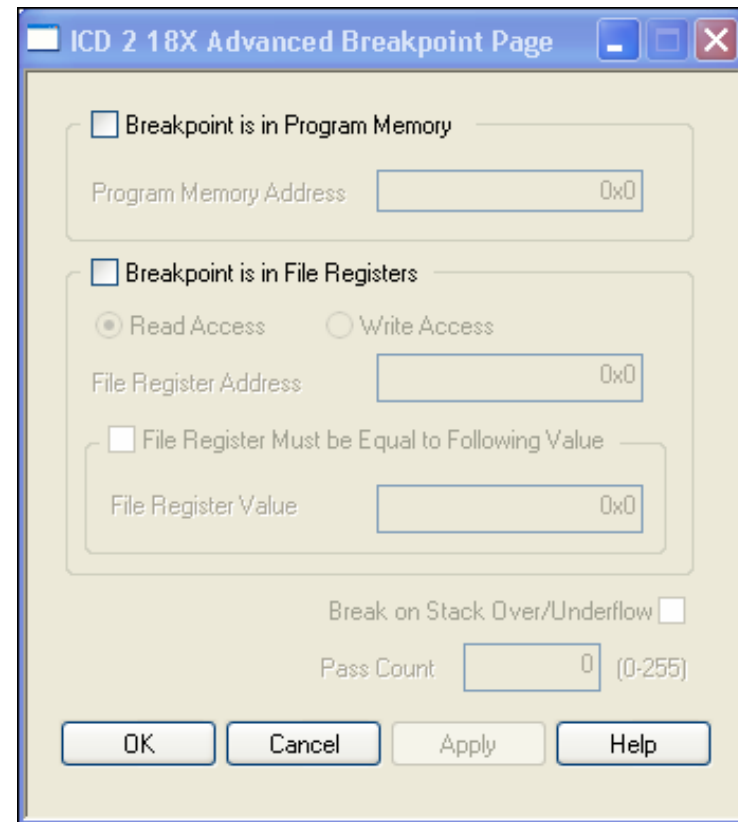 ICD 2 18X Advanced Breakpoint Page
Breakpoint is in Program Memory
Program Memory Address 0x0
Breakpoint is in File Registers
Read Access Write Access
File Register Address 0x0
File Register Must be Equal to Following Value
File Register Value 0x0
Break on Stack Over/Underflow
Pass Count 0 (0-255)
OK Cancel Apply Help